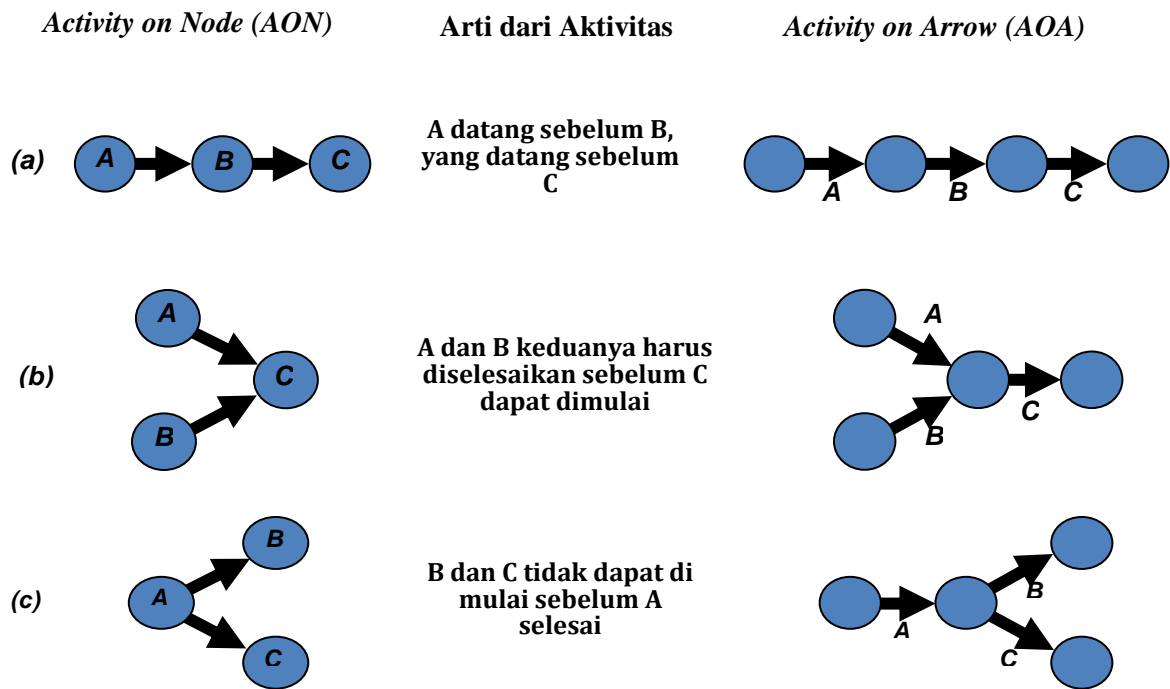 Activity on Node (AON)
Arti dari Aktivitas
Activity on Arrow (AOA)
(a)
A
B
C
A datang sebelum B,
yang datang sebelum
C
A
B
C
(b)
A
B
C
A dan B keduanya harus
diselesaikan sebelum C
dapat dimulai
A
B
C
(c)
A
B
C
B dan C tidak dapat di
mulai sebelum A
selesai
A
B
C